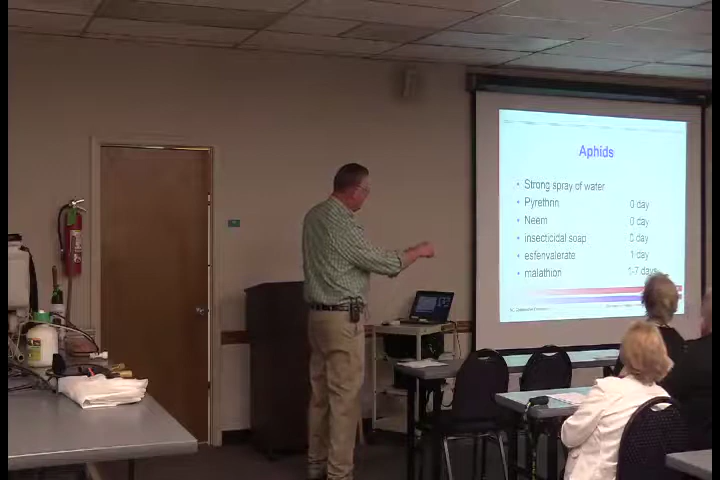 Aphids
• Strong spray of water
• Pyrethrin 0 day
• Neem 0 day
• insecticidal soap 0 day
• esfenvalerate 1 day
• malathion 1-7 days